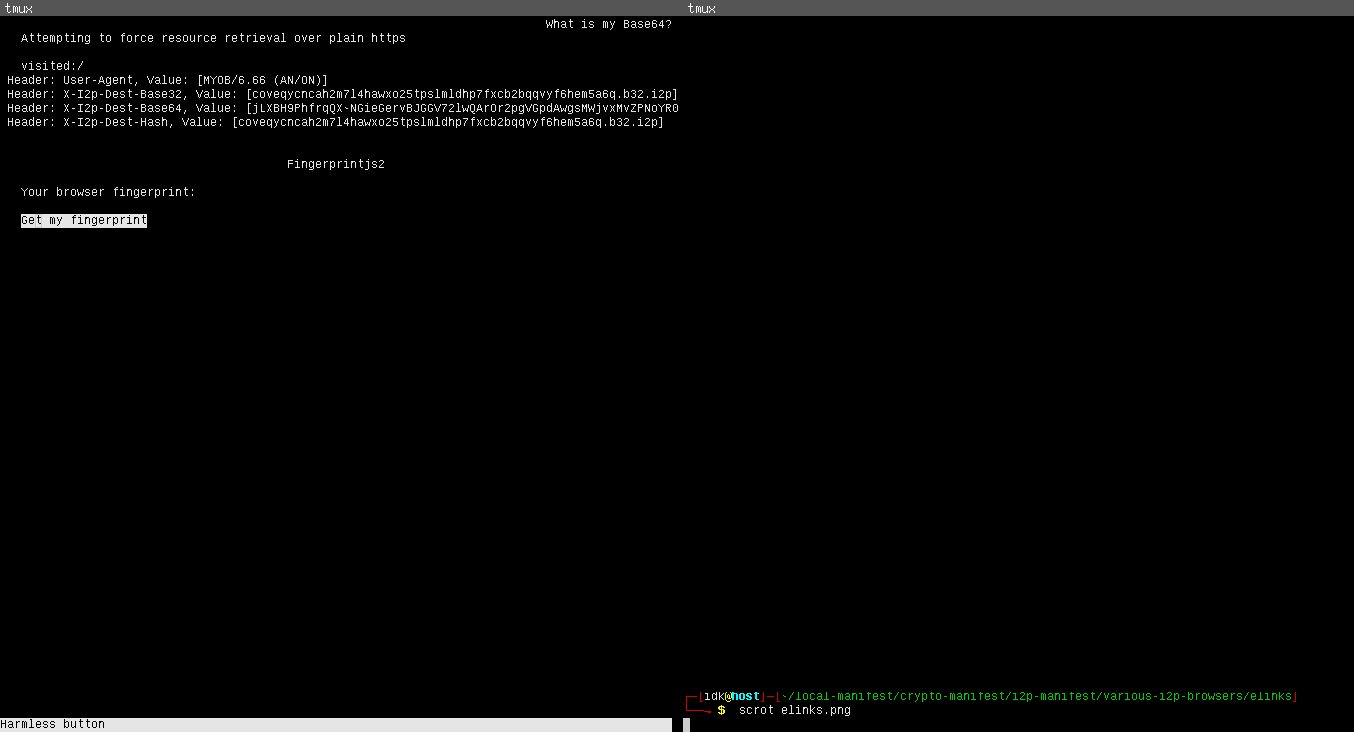 tmux
What is my Base64?
Attempting to force resource retrieval over plain https
visited:/
Header: User-Agent, Value: [MYOB/6.66 (AN/ON)]
Header: X-I2p-Dest-Base32, Value: [coveqycncah2m7l4hawxo25tpslmldhp7fxcb2bqqvyf6hem5a6q.b32.i2p]
Header: X-I2p-Dest-Base64, Value: [jLXBH9PhfrqQX~NGieGervBJGGV72lwQArOr2pgVGpdAwgsMWjvxMvZPNoYR0
Header: X-I2p-Dest-Hash, Value: [coveqycncah2m7l4hawxo25tpslmldhp7fxcb2bqqvyf6hem5a6q.b32.i2p]
Fingerprintjs2
Your browser fingerprint:
Get my fingerprint
Harmless button
tmux
[idk@host]─[~/local-manifest/crypto-manifest/i2p-manifest/various-i2p-browsers/elinks]
$ scrot elinks.png